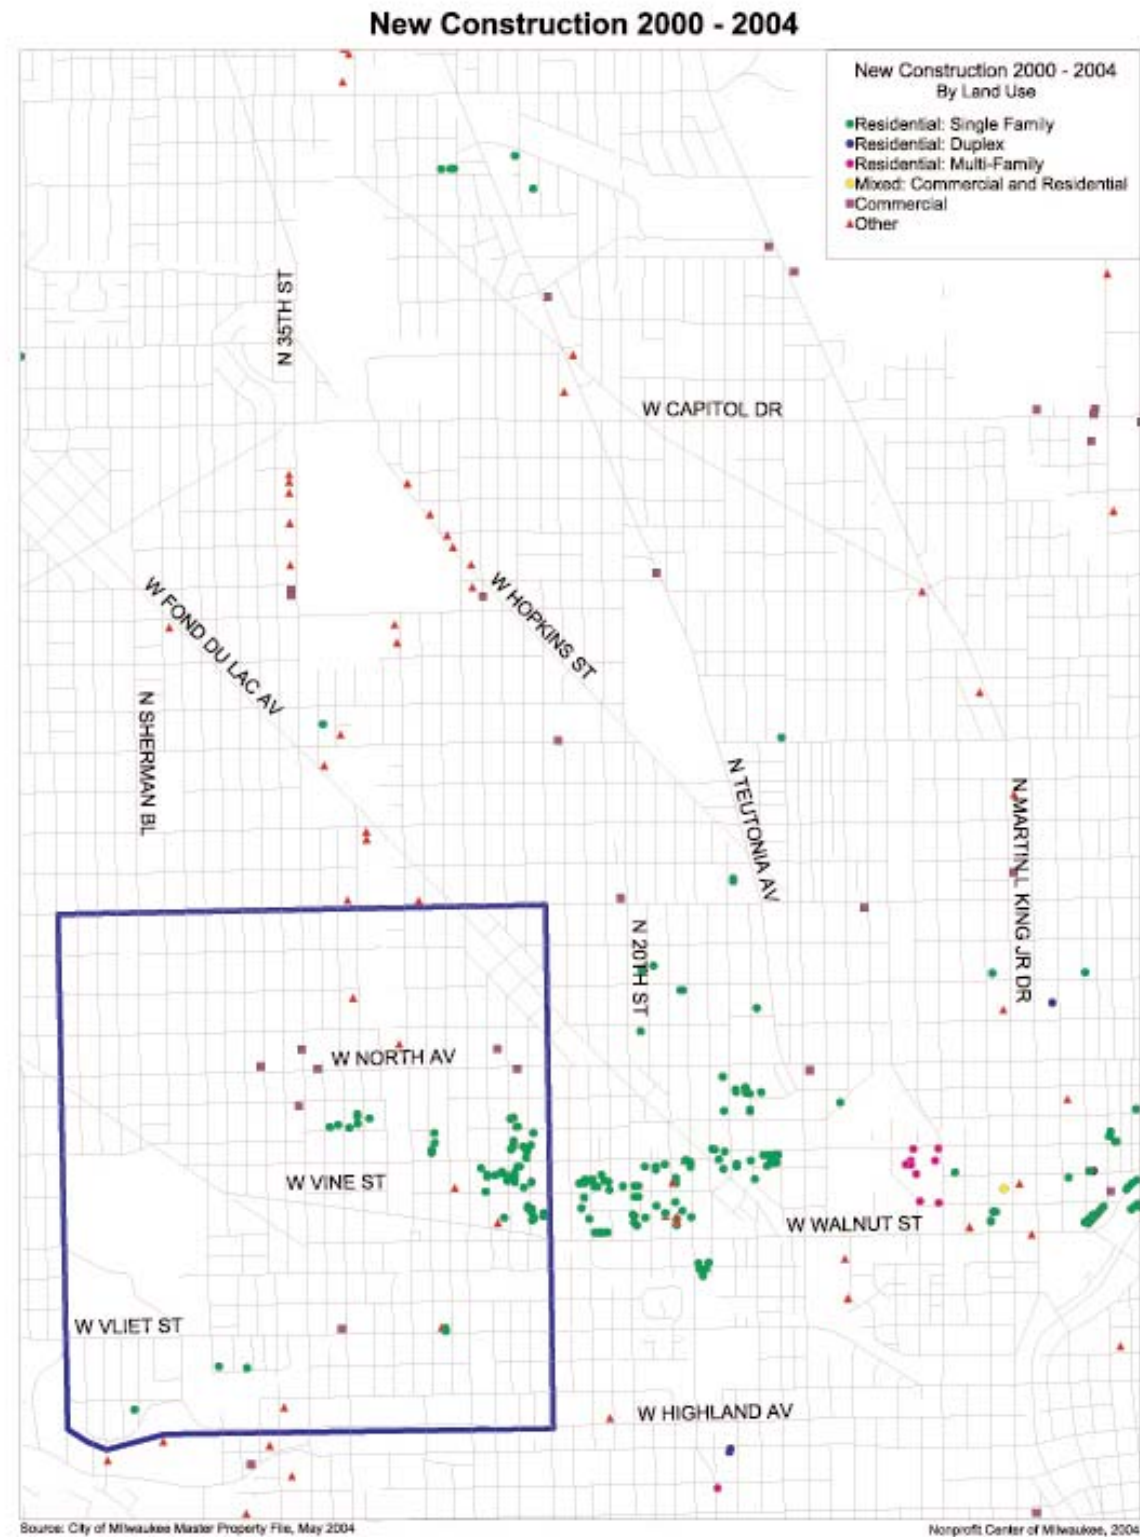 New Construction 2000 - 2004
New Construction 2000 - 2004
By Land Use
Residential: Single Family
Residential: Duplex
Residential: Multi-Family
Mixed: Commercial and Residential
Commercial
Other
N 35TH ST
W CAPITOL DR
W HOPKINS ST
W FOND DU LAC AV
N SHERMAN BL
N TEUTONIA AV
N MARTIN L KING JR DR
N 20TH ST
W NORTH AV
W VINE ST
W WALNUT ST
W VLIET ST
W HIGHLAND AV
Source: City of Milwaukee Master Property File, May 2004
Nonprofit Center of Milwaukee, 2004